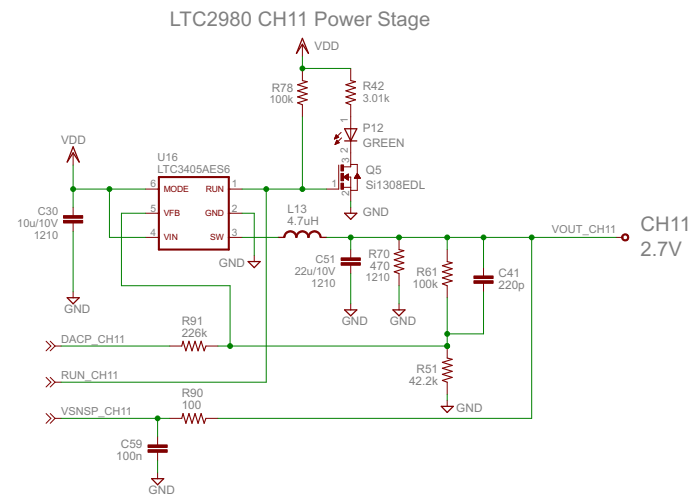 LTC2980 CH11 Power Stage
VDD
R78
100k
R42
3.01k
1
P12
GREEN
2
VDD
U16
LTC3405AES6
3
Q5
Si1308EDL
1
2
GND
6 MODE RUN 1
5 VFB GND 2
4 VIN SW 3
C30
10u/10V
1210
GND
GND
L13
4.7uH
VOUT_CH11
CH11
2.7V
C51
22u/10V
1210
GND
R70
470
1210
GND
R61
100k
C41
220p
DACP_CH11
R91
226k
RUN_CH11
R51
42.2k
GND
VSNSP_CH11
R90
100
C59
100n
GND